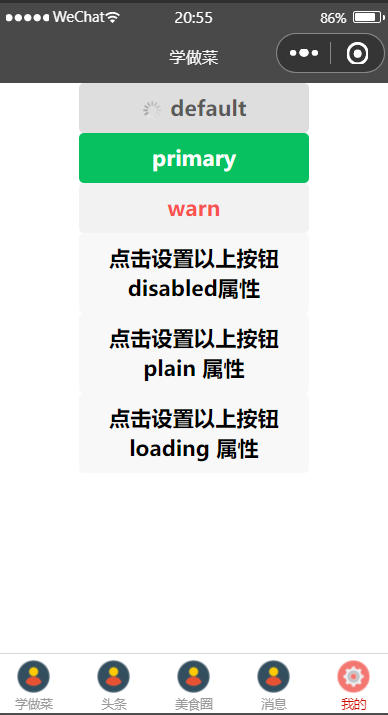 WeChat 20:55 86%
学做菜
default
primary
warn
点击设置以上按钮
disabled属性
点击设置以上按钮
plain 属性
点击设置以上按钮
loading 属性
学做菜 头条 美食圈 消息 我的